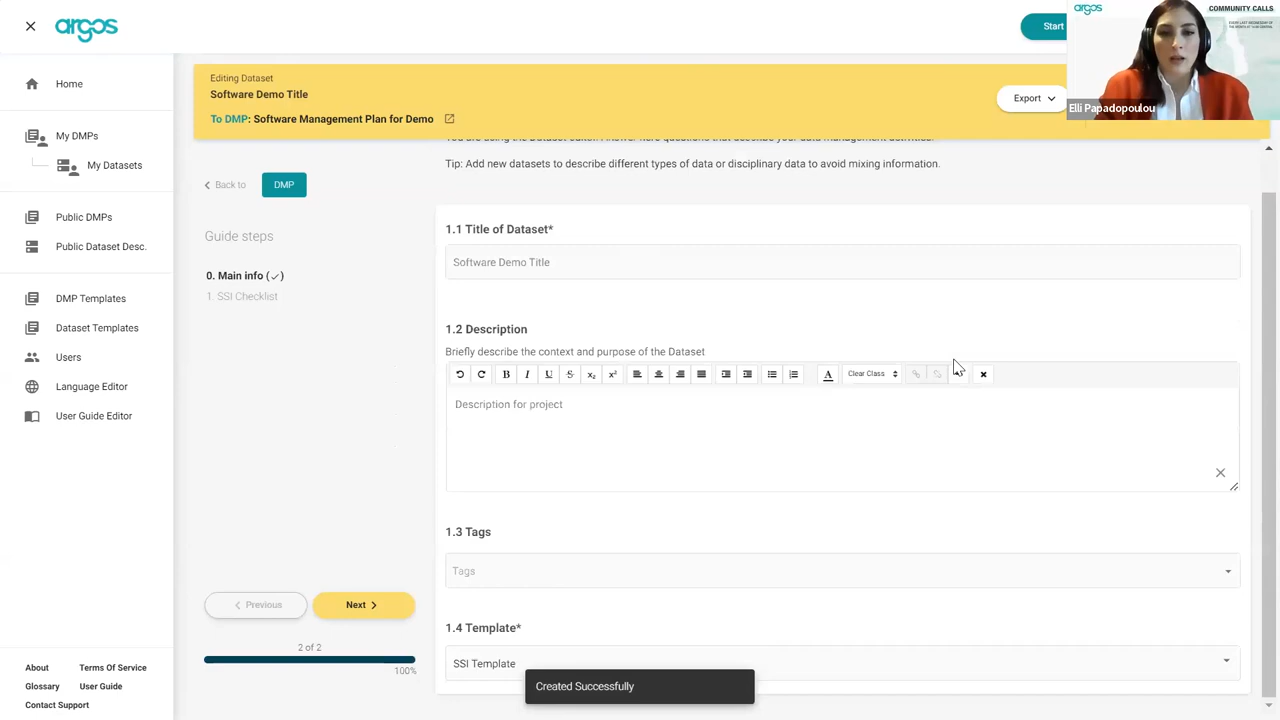 argos
Start
argos
COMMUNITY CALLS
Elli Papadopoulou
Home
My DMPs
My Datasets
Public DMPs
Public Dataset Desc.
DMP Templates
Dataset Templates
Users
Language Editor
User Guide Editor
About
Terms Of Service
Glossary
User Guide
Contact Support
Editing Dataset
Software Demo Title
To DMP: Software Management Plan for Demo
Export
Back to
DMP
Guide steps
0. Main info
1. SSI Checklist
Previous
Next
2 of 2
100%
Tip: Add new datasets to describe different types of data or disciplinary data to avoid mixing information.
1.1 Title of Dataset*
Software Demo Title
1.2 Description
Briefly describe the context and purpose of the Dataset
Clear Class
Description for project
1.3 Tags
Tags
1.4 Template*
SSI Template
Created Successfully